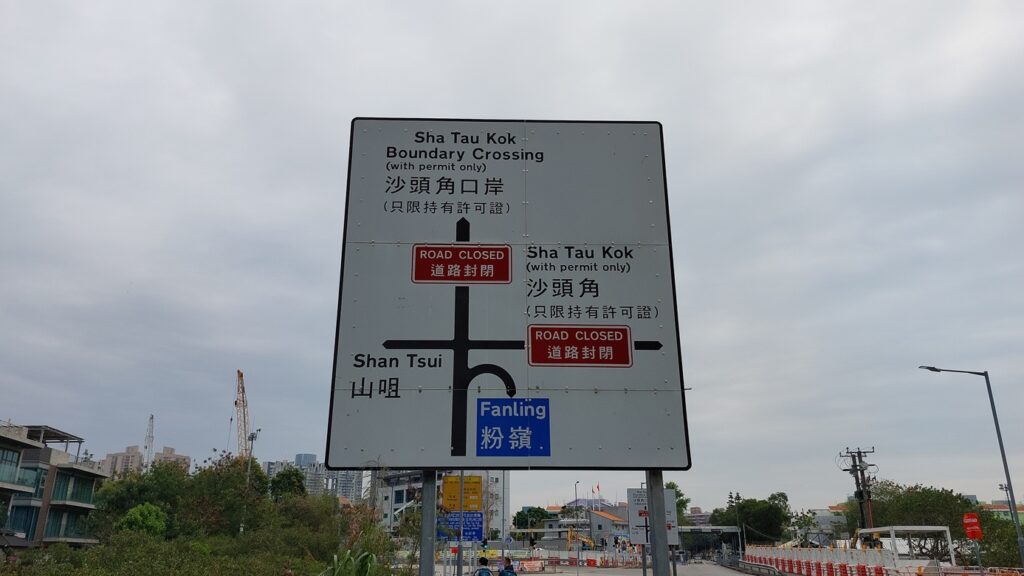 Sha Tau Kok
Boundary Crossing
(with permit only)
沙頭角口岸
(只限持有許可證)
ROAD CLOSED
道路封閉
Sha Tau Kok
(with permit only)
沙頭角
(只限持有許可證)
ROAD CLOSED
道路封閉
Shan Tsui
山咀
Fanling
粉嶺